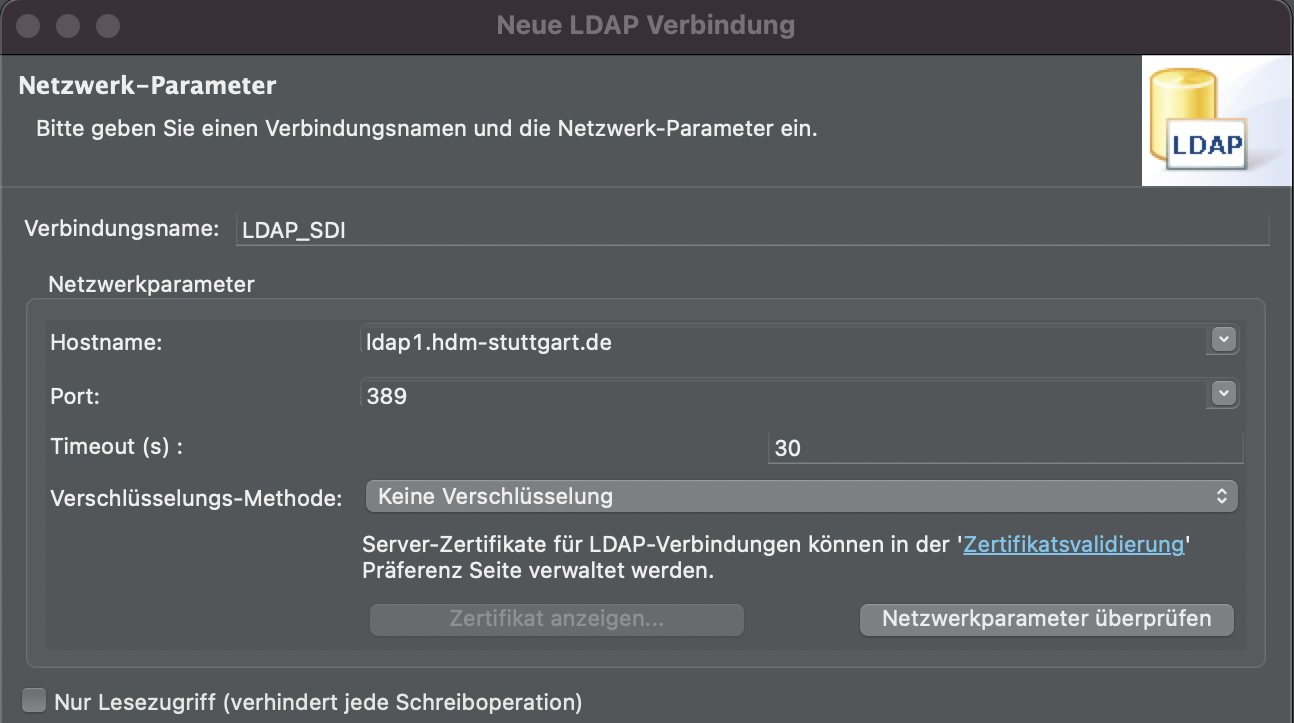 Neue LDAP Verbindung
Netzwerk-Parameter
Bitte geben Sie einen Verbindungsnamen und die Netzwerk-Parameter ein.
LDAP
Verbindungsname: LDAP_SDI
Netzwerkparameter
Hostname: ldap1.hdm-stuttgart.de
Port: 389
Timeout (s) : 30
Verschlüsselungs-Methode: Keine Verschlüsselung
Server-Zertifikate für LDAP-Verbindungen können in der 'Zertifikatsvalidierung'
Präferenz Seite verwaltet werden.
Zertifikat anzeigen... Netzwerkparameter überprüfen
Nur Lesezugriff (verhindert jede Schreiboperation)